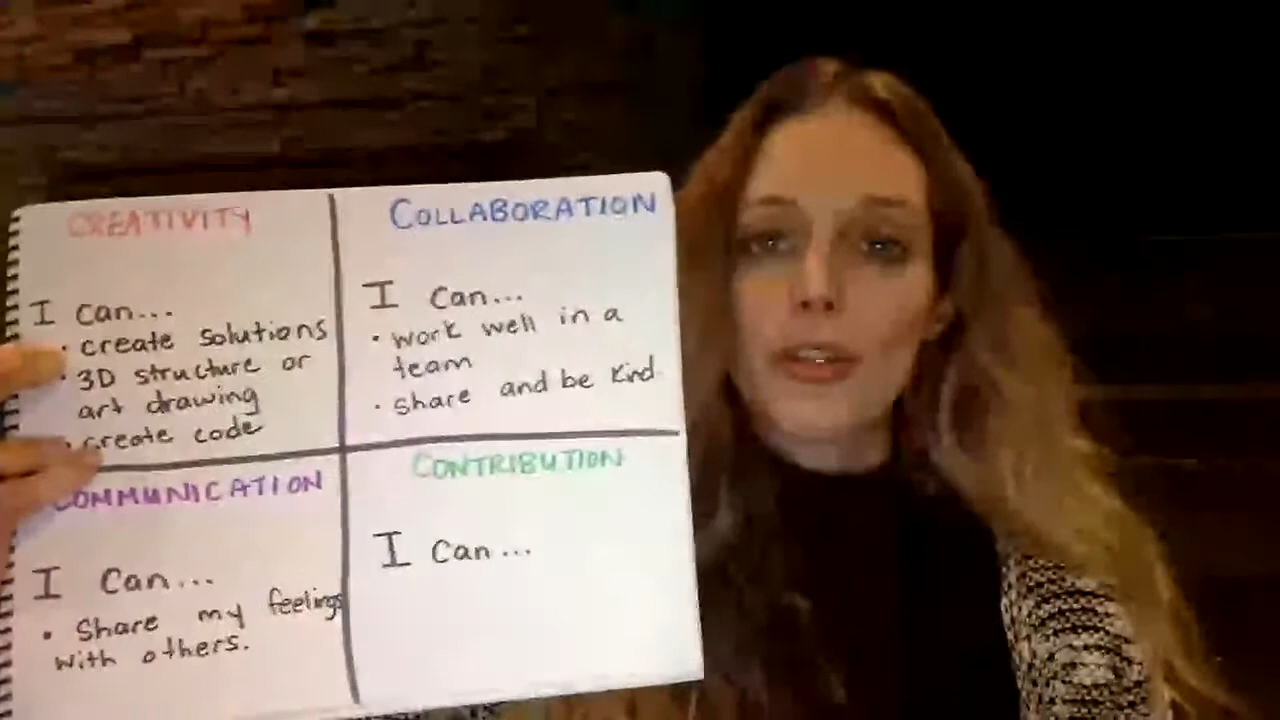 CREATIVITY
I can...
• create solutions
• 3D structure or
art drawing
• create code
COLLABORATION
I can...
• work well in a
team
• share and be kind
COMMUNICATION
I can...
• Share my feelings
with others.
CONTRIBUTION
I can...